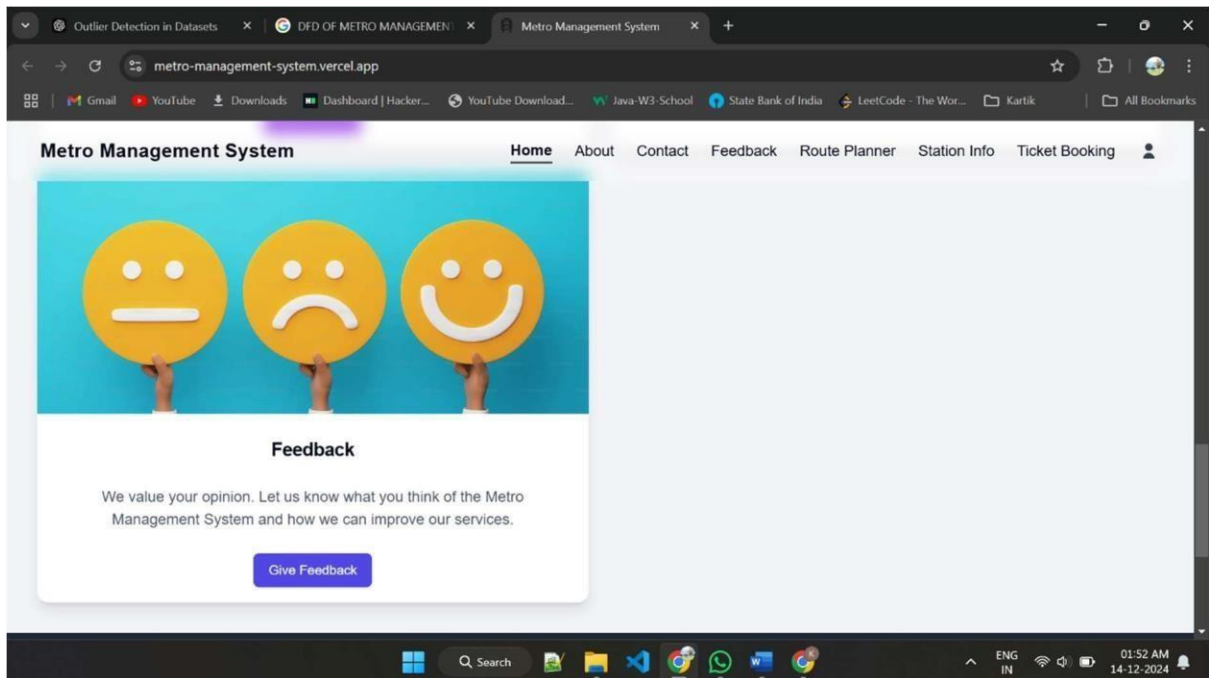 Outlier Detection in Datasets
DFD OF METRO MANAGEMENT
Metro Management System
metro-management-system.vercel.app
Gmail
YouTube
Downloads
Dashboard | Hacker...
YouTube Download...
Java-W3-School
State Bank of India
LeetCode - The Wor...
Kartik
All Bookmarks
Metro Management System
Home
About
Contact
Feedback
Route Planner
Station Info
Ticket Booking
Feedback
We value your opinion. Let us know what you think of the Metro
Management System and how we can improve our services.
Give Feedback
Search
ENG
IN
01:52 AM
14-12-2024